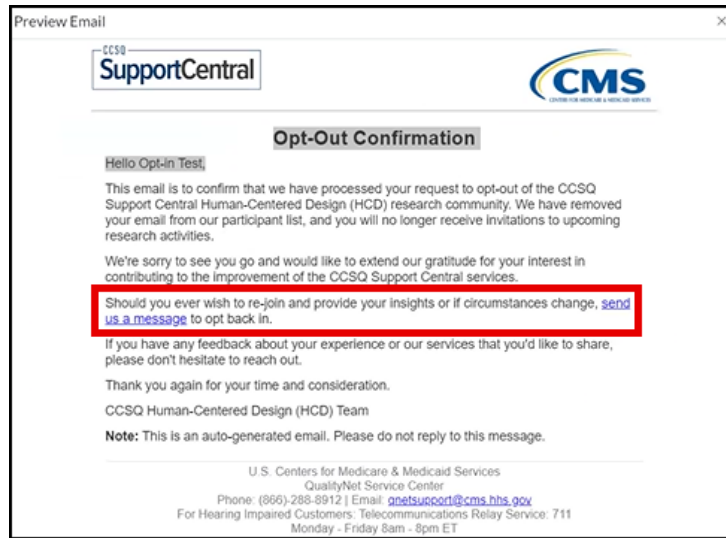 Preview Email
CCSQ
SupportCentral
CMS
CENTERS FOR MEDICARE & MEDICAID SERVICES
Opt-Out Confirmation
Hello Opt-in Test,
This email is to confirm that we have processed your request to opt-out of the CCSQ
Support Central Human-Centered Design (HCD) research community. We have removed
your email from our participant list, and you will no longer receive invitations to upcoming
research activities.
We're sorry to see you go and would like to extend our gratitude for your interest in
contributing to the improvement of the CCSQ Support Central services.
Should you ever wish to re-join and provide your insights or if circumstances change, send
us a message to opt back in.
If you have any feedback about your experience or our services that you'd like to share,
please don't hesitate to reach out.
Thank you again for your time and consideration.
CCSQ Human-Centered Design (HCD) Team
Note: This is an auto-generated email. Please do not reply to this message.
U.S. Centers for Medicare & Medicaid Services
QualityNet Service Center
Phone: (866)-288-8912 | Email: qnetsupport@cms.hhs.gov
For Hearing Impaired Customers: Telecommunications Relay Service: 711
Monday - Friday 8am - 8pm ET